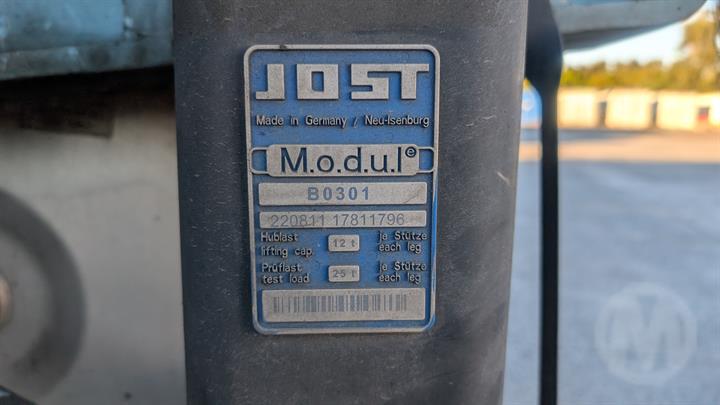 JOST
Made in Germany / Neu-Isenburg
M.o.d.u.l®
B0301
220811 17811796
Hublast 12 t je Stütze
lifting cap. each leg
Prüflast 25 t je Stütze
test load each leg
M